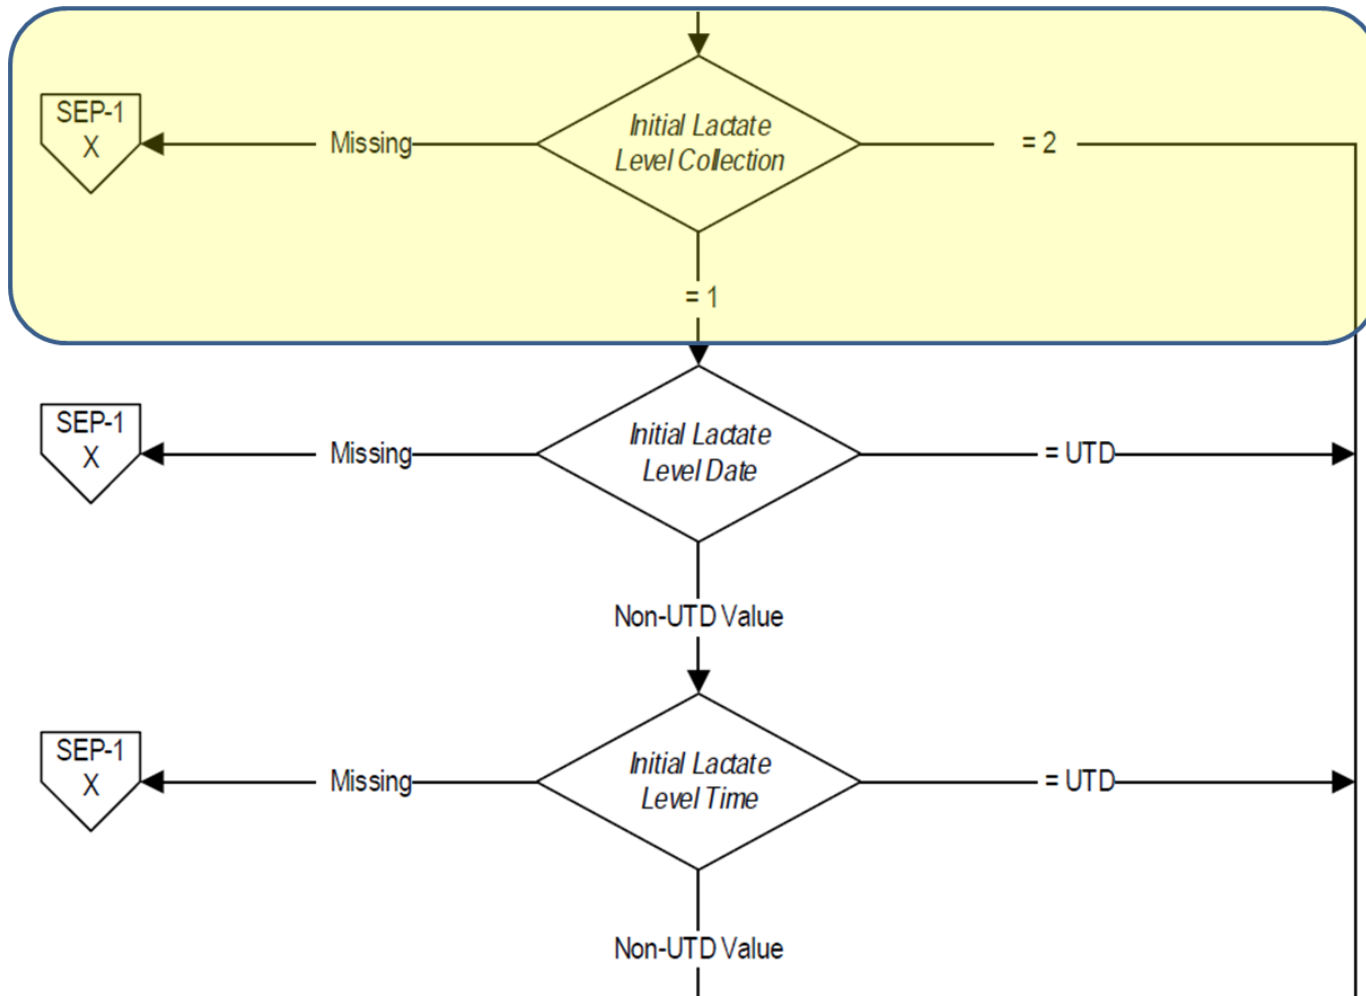 SEP-1
X
Missing
Initial Lactate
Level Collection
= 2
= 1
SEP-1
X
Missing
Initial Lactate
Level Date
= UTD
Non-UTD Value
SEP-1
X
Missing
Initial Lactate
Level Time
= UTD
Non-UTD Value